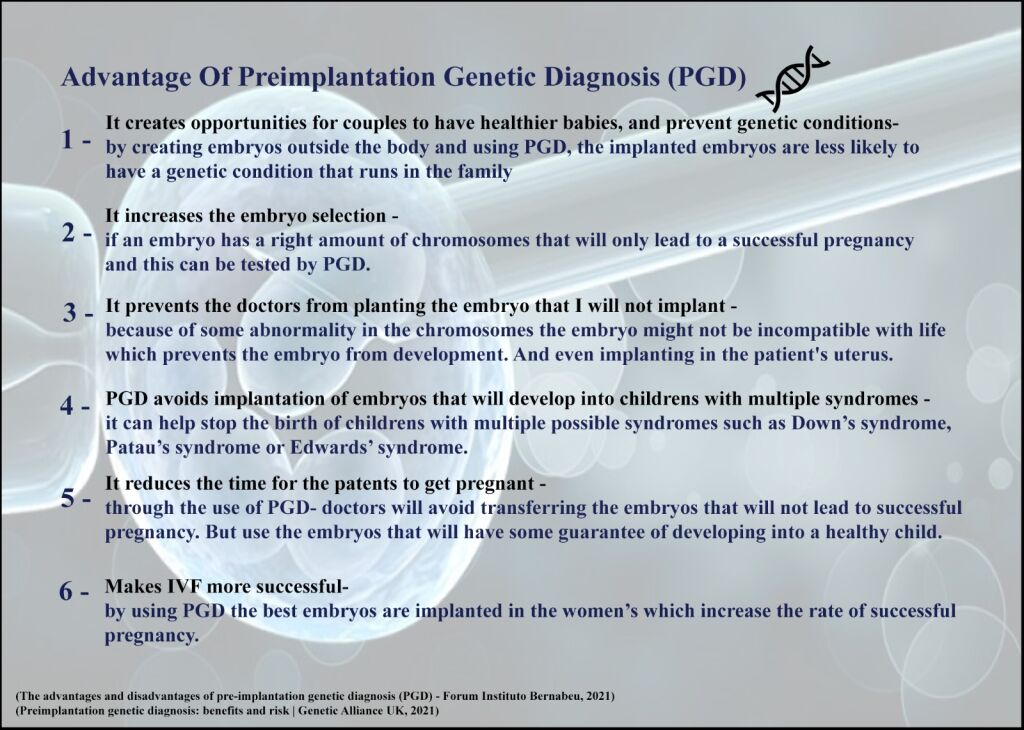 Advantage Of Preimplantation Genetic Diagnosis (PGD)
1 - It creates opportunities for couples to have healthier babies, and prevent genetic conditions-
by creating embryos outside the body and using PGD, the implanted embryos are less likely to
have a genetic condition that runs in the family
2 - It increases the embryo selection -
if an embryo has a right amount of chromosomes that will only lead to a successful pregnancy
and this can be tested by PGD.
3 - It prevents the doctors from planting the embryo that I will not implant -
because of some abnormality in the chromosomes the embryo might not be incompatible with life
which prevents the embryo from development. And even implanting in the patient's uterus.
4 - PGD avoids implantation of embryos that will develop into childrens with multiple syndromes -
it can help stop the birth of childrens with multiple possible syndromes such as Down’s syndrome,
Patau’s syndrome or Edwards’ syndrome.
5 - It reduces the time for the patents to get pregnant -
through the use of PGD- doctors will avoid transferring the embryos that will not lead to successful
pregnancy. But use the embryos that will have some guarantee of developing into a healthy child.
6 - Makes IVF more successful-
by using PGD the best embryos are implanted in the women’s which increase the rate of successful
pregnancy.
(The advantages and disadvantages of pre-implantation genetic diagnosis (PGD) - Forum Instituto Bernabeu, 2021)
(Preimplantation genetic diagnosis: benefits and risk | Genetic Alliance UK, 2021)